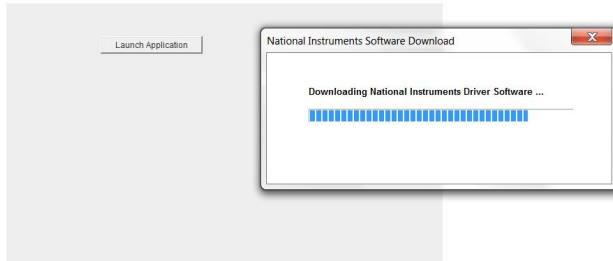 Launch Application
National Instruments Software Download
X
Downloading National Instruments Driver Software ...